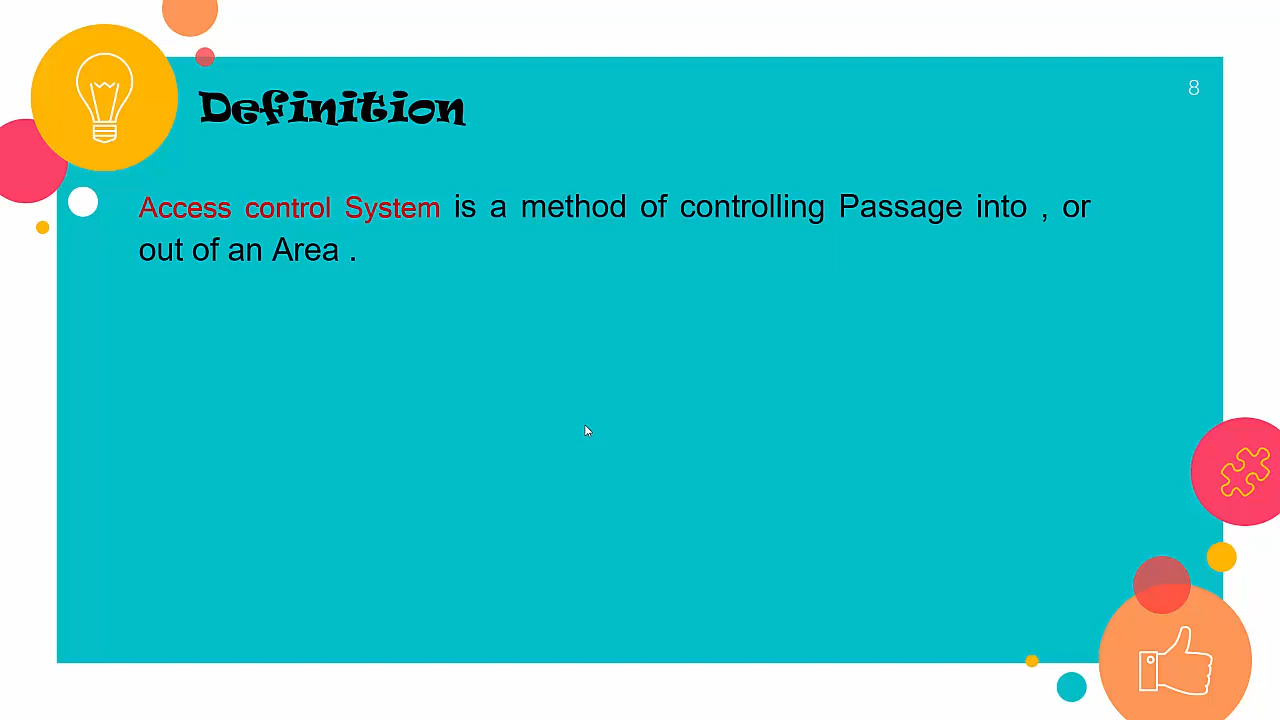 8
Definition
Access control System is a method of controlling Passage into , or
out of an Area .